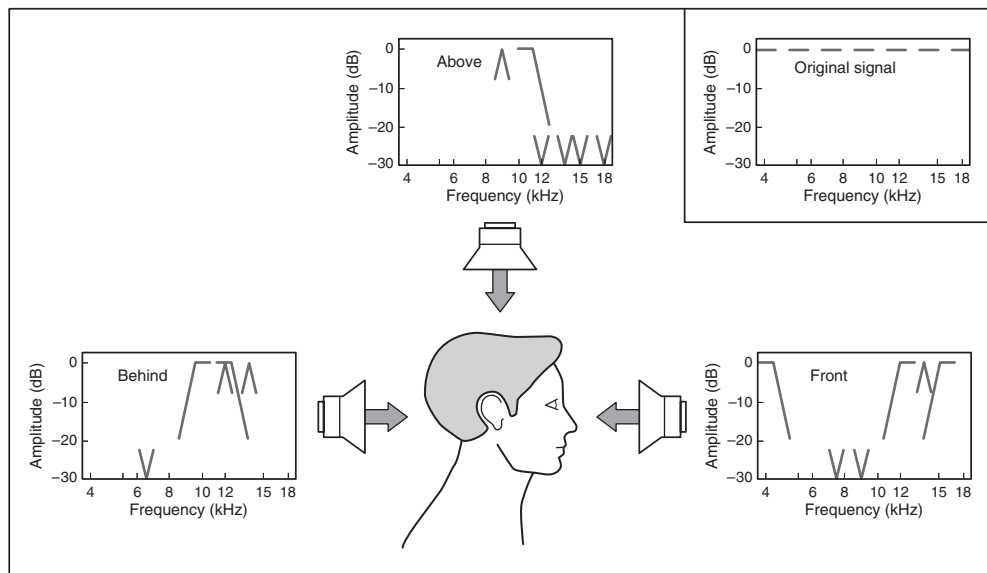 Amplitude (dB)
0
–10
–20
–30
Above
4 6 8 10 12 15 18
Frequency (kHz)
Amplitude (dB)
0
–10
–20
–30
Original signal
4 6 8 10 12 15 18
Frequency (kHz)
Amplitude (dB)
0
–10
–20
–30
Behind
4 6 8 10 12 15 18
Frequency (kHz)
Amplitude (dB)
0
–10
–20
–30
Front
4 6 8 10 12 15 18
Frequency (kHz)